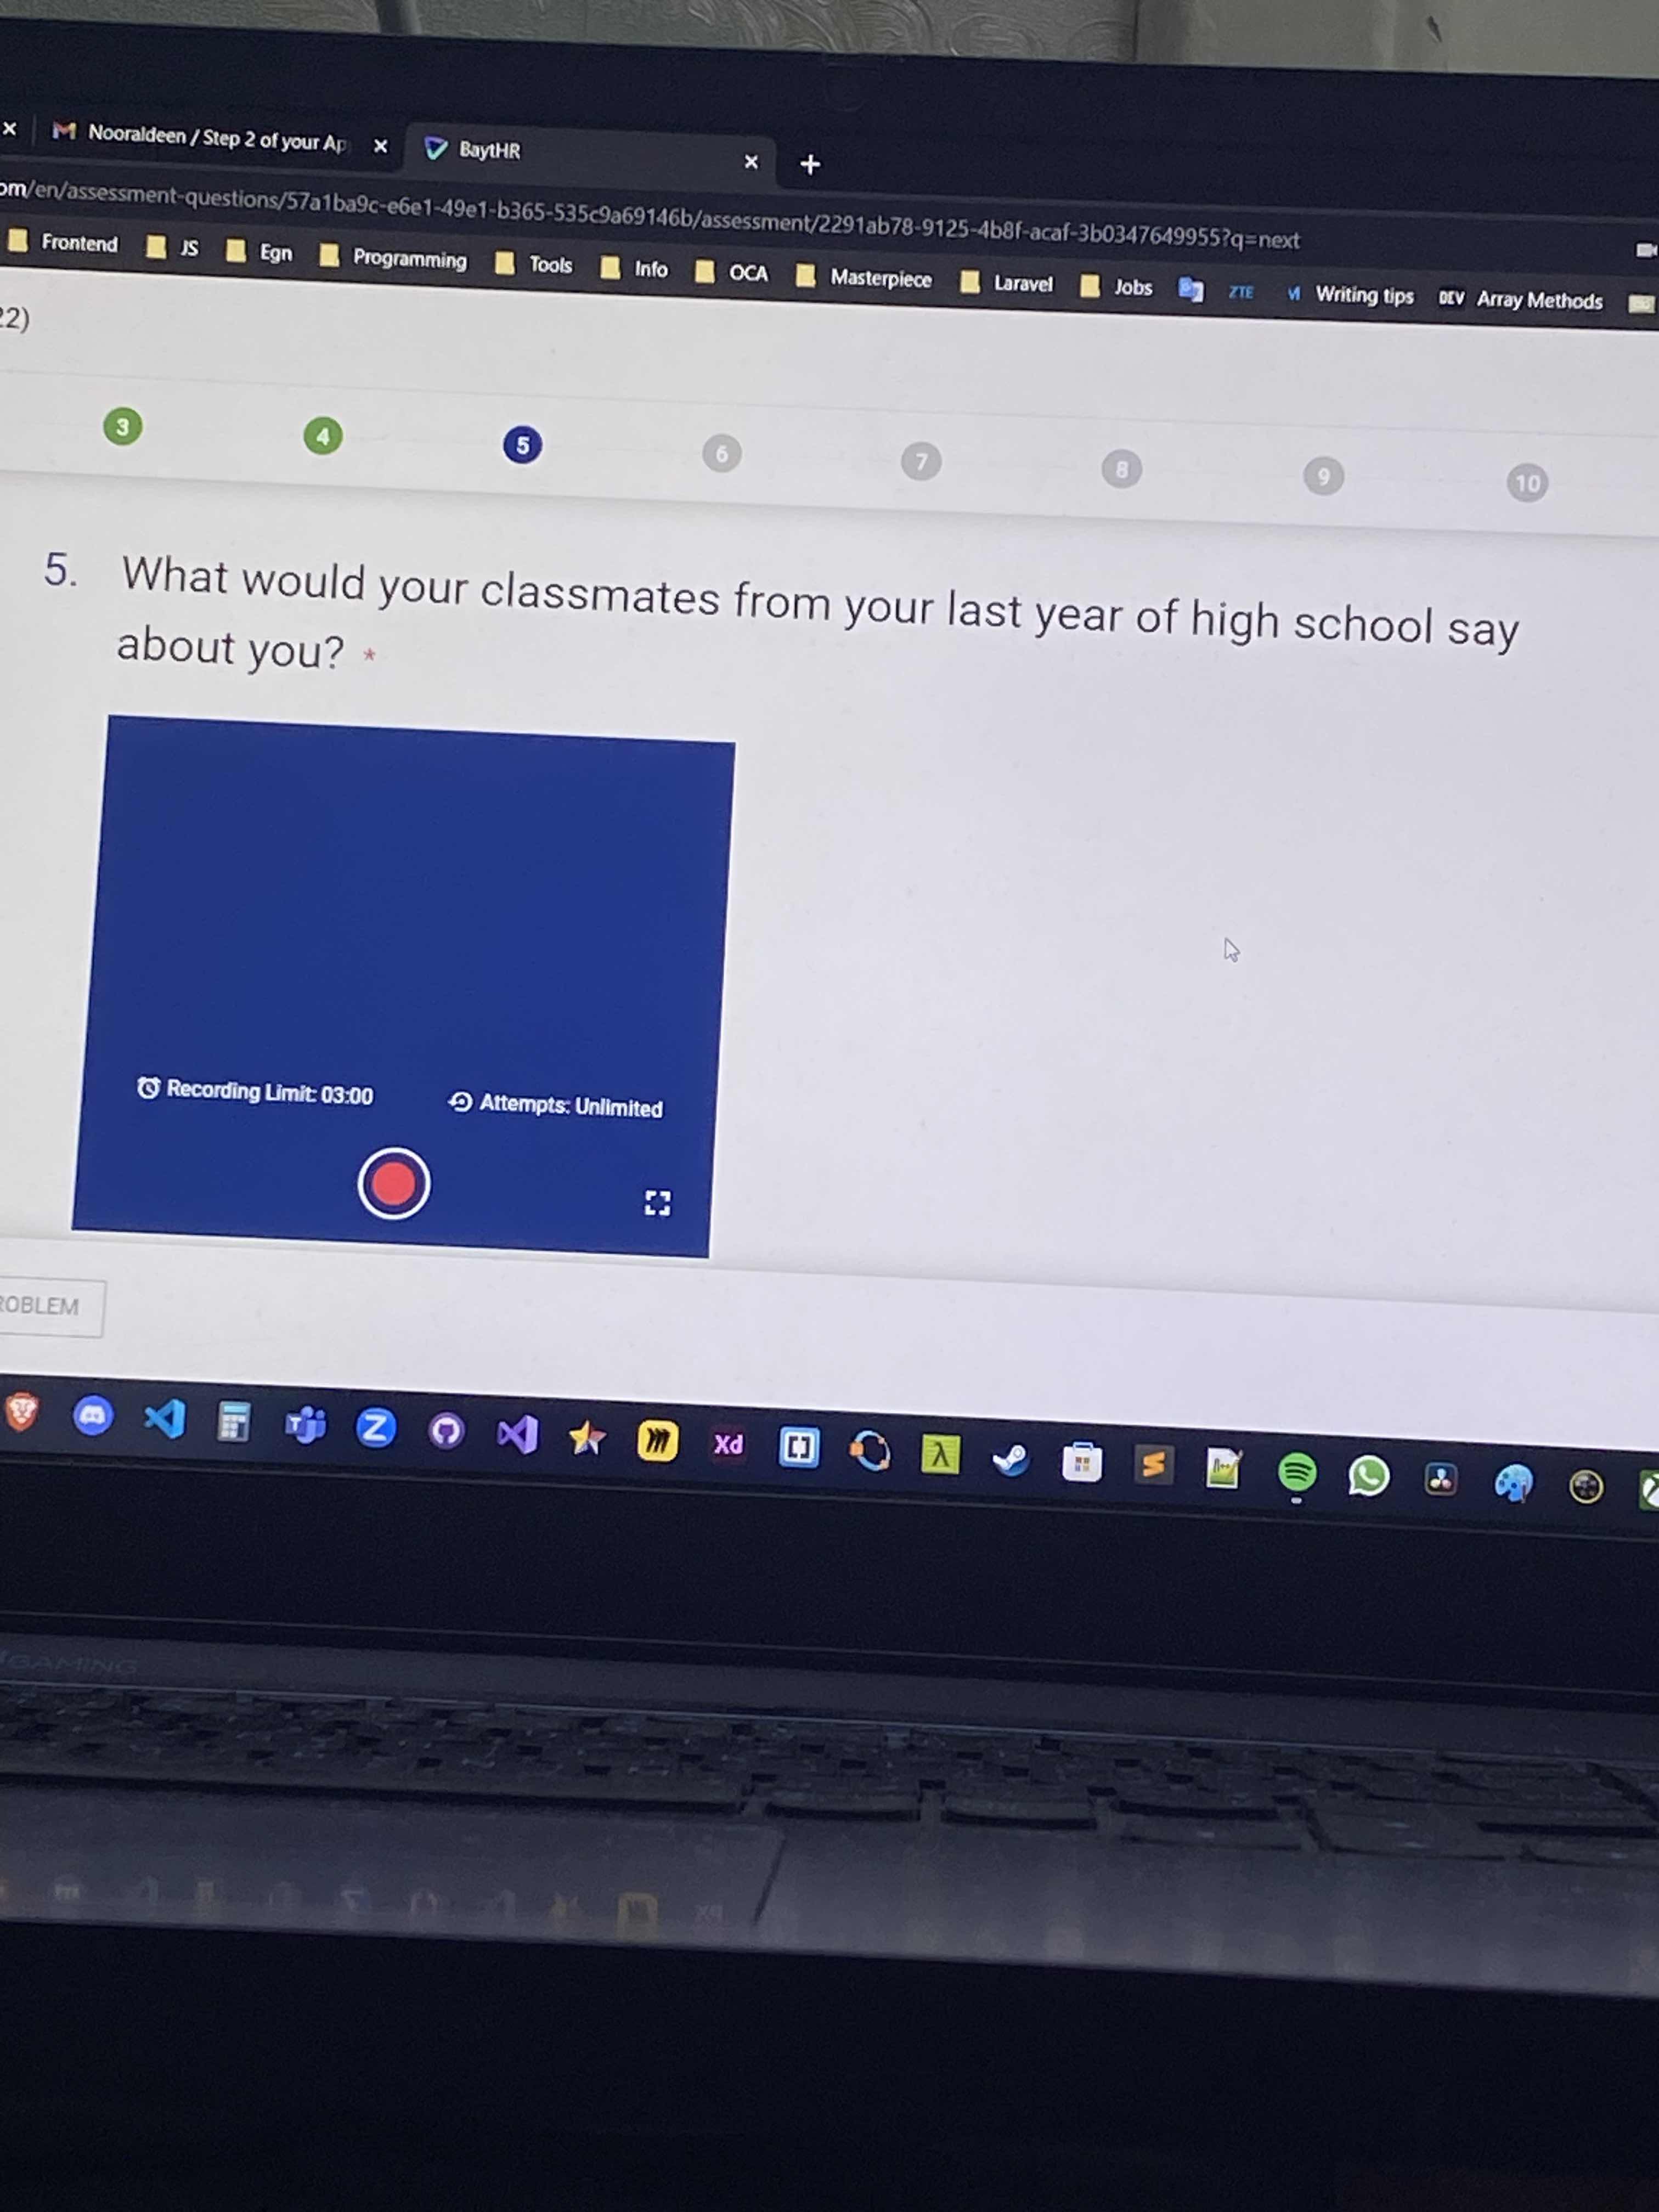 Nooraldeen / Step 2 of your Ap
BaytHR
om/en/assessment-questions/57a1ba9c-e6e1-49e1-b365-535c9a69146b/assessment/2291ab78-9125-4b8f-acaf-3b0347649955?q=next
Frontend JS Egn Programming Tools Info OCA Masterpiece Laravel Jobs ZTE Writing tips DEV Array Methods
22)
3 4 5 6 7 8 9 10
5. What would your classmates from your last year of high school say
about you? *
Recording Limit: 03:00 Attempts: Unlimited
ROBLEM
Xd
GAMING